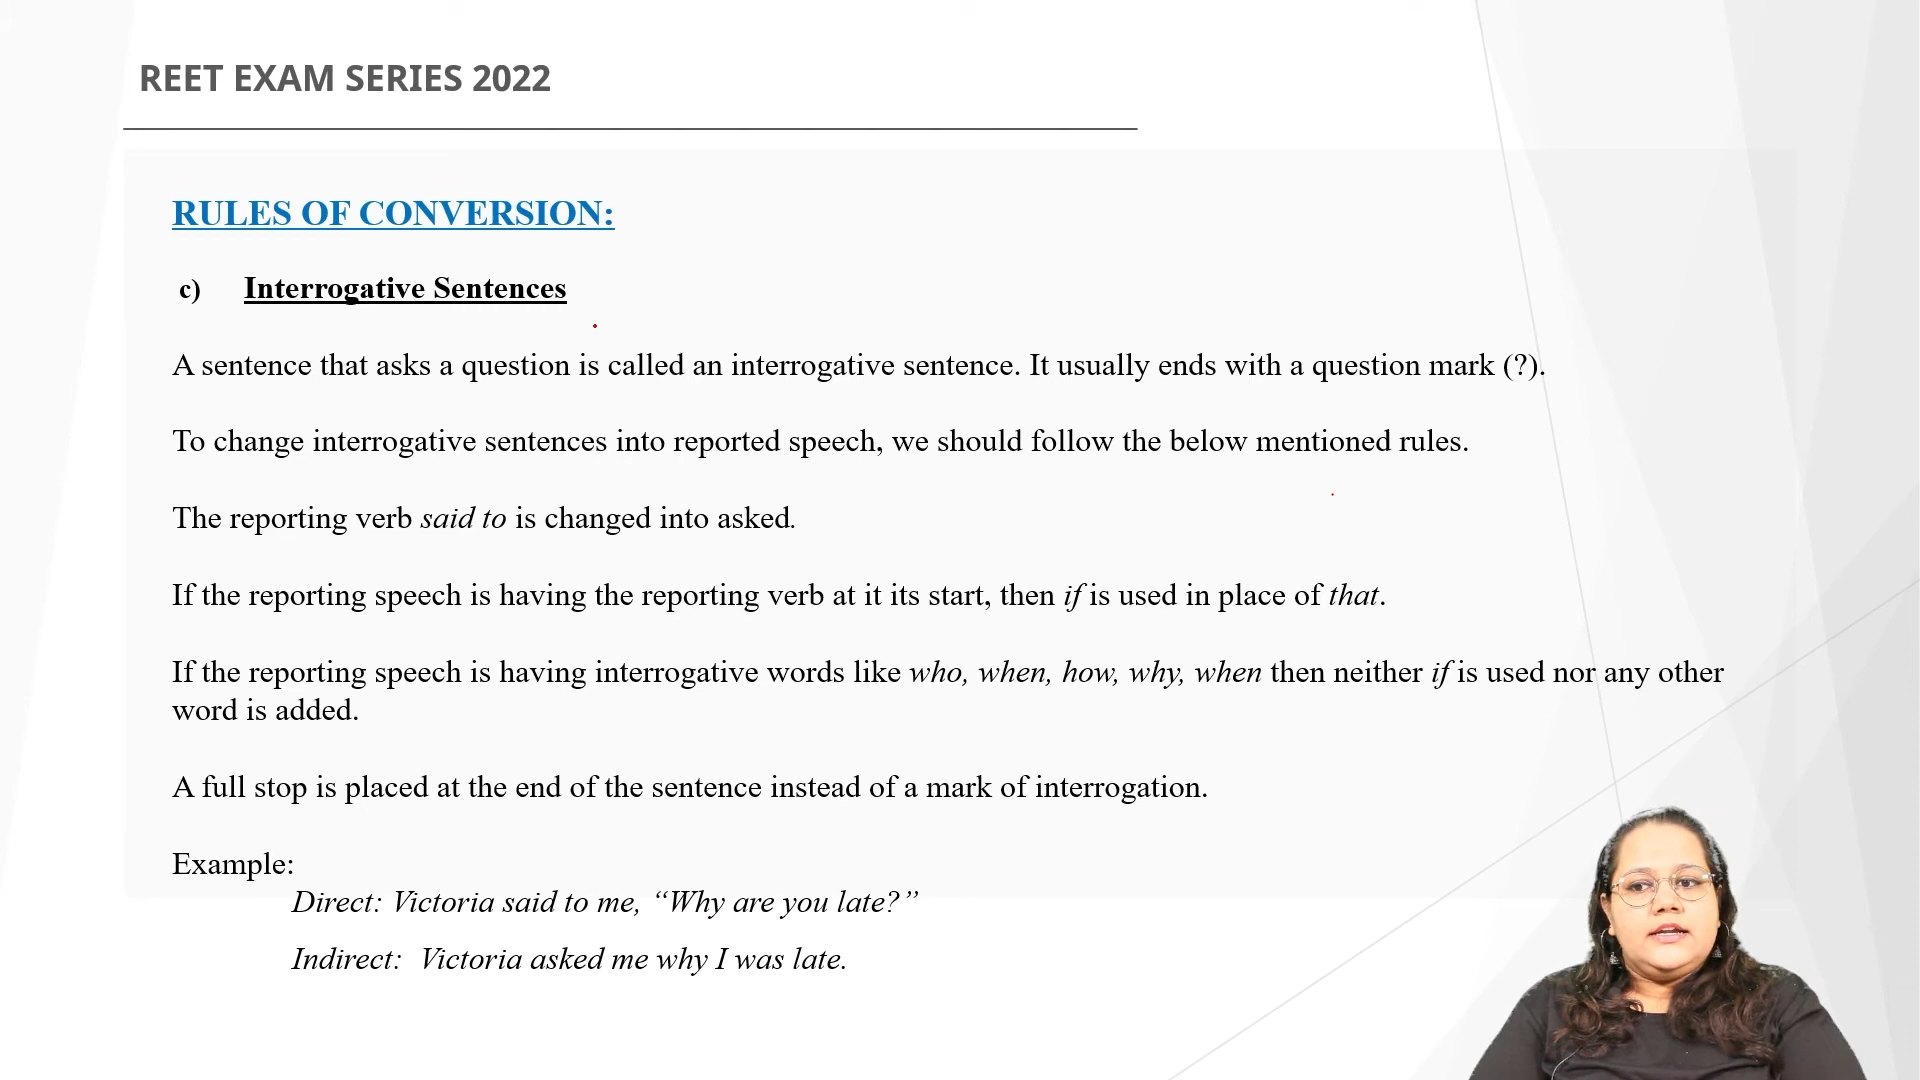 REET EXAM SERIES 2022
RULES OF CONVERSION:
c) Interrogative Sentences
A sentence that asks a question is called an interrogative sentence. It usually ends with a question mark (?).
To change interrogative sentences into reported speech, we should follow the below mentioned rules.
The reporting verb said to is changed into asked.
If the reporting speech is having the reporting verb at it its start, then if is used in place of that.
If the reporting speech is having interrogative words like who, when, how, why, when then neither if is used nor any other
word is added.
A full stop is placed at the end of the sentence instead of a mark of interrogation.
Example:
Direct: Victoria said to me, “Why are you late?”
Indirect: Victoria asked me why I was late.